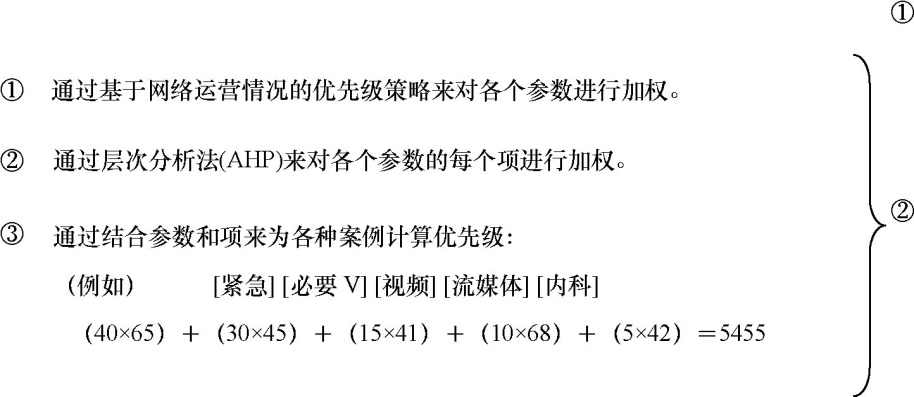 ①
① 通过基于网络运营情况的优先级策略来对各个参数进行加权。
② 通过层次分析法(AHP)来对各个参数的每个项进行加权。
②
③ 通过结合参数和项来为各种案例计算优先级：
（例如） [紧急] [必要 V] [视频] [流媒体] [内科]
（40×65）＋（30×45）＋（15×41）＋（10×68）＋（5×42）＝5455